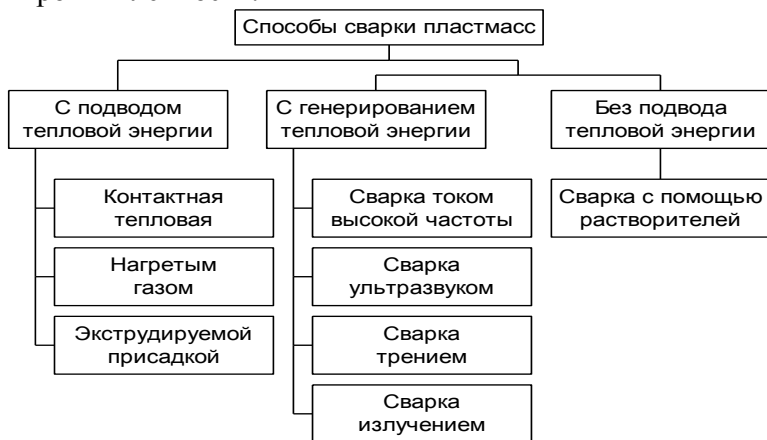 Способы сварки пластмасс
С подводом
тепловой энергии
С генерированием
тепловой энергии
Без подвода
тепловой энергии
Контактная
тепловая
Сварка током
высокой частоты
Сварка с помощью
растворителей
Нагретым
газом
Сварка
ультразвуком
Экструдируемой
присадкой
Сварка
трением
Сварка
излучением